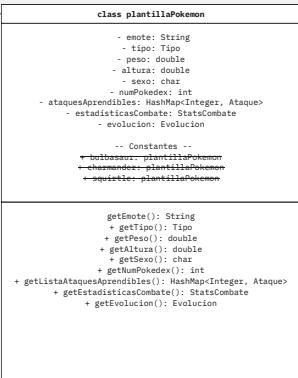 class plantillaPokemon
- emote: String
- tipo: Tipo
- peso: double
- altura: double
- sexo: char
- numPokedex: int
- ataquesAprendibles: HashMap<Integer, Ataque>
- estadisticasCombate: StatsCombate
- evolucion: Evolucion
-- Constantes --
+ bulbasaur: plantillaPokemon
+ charmander: plantillaPokemon
+ squirtle: plantillaPokemon
getEmote(): String
+ getTipo(): Tipo
+ getPeso(): double
+ getAltura(): double
+ getSexo(): char
+ getNumPokedex(): int
+ getListaAtaquesAprendibles(): HashMap<Integer, Ataque>
+ getEstadisticasCombate(): StatsCombate
+ getEvolucion(): Evolucion